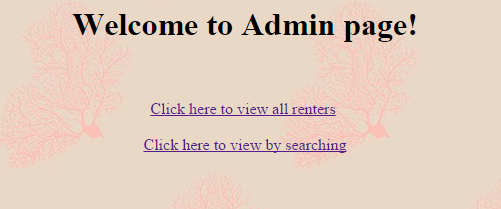 Welcome to Admin page!
Click here to view all renters
Click here to view by searching